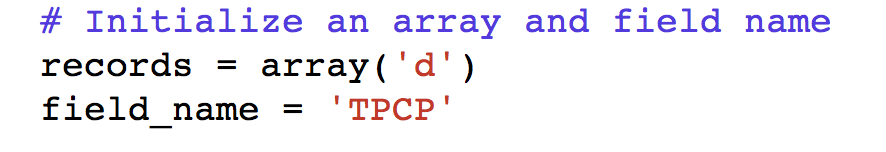 # Initialize an array and field name
records = array('d')
field_name = 'TPCP'